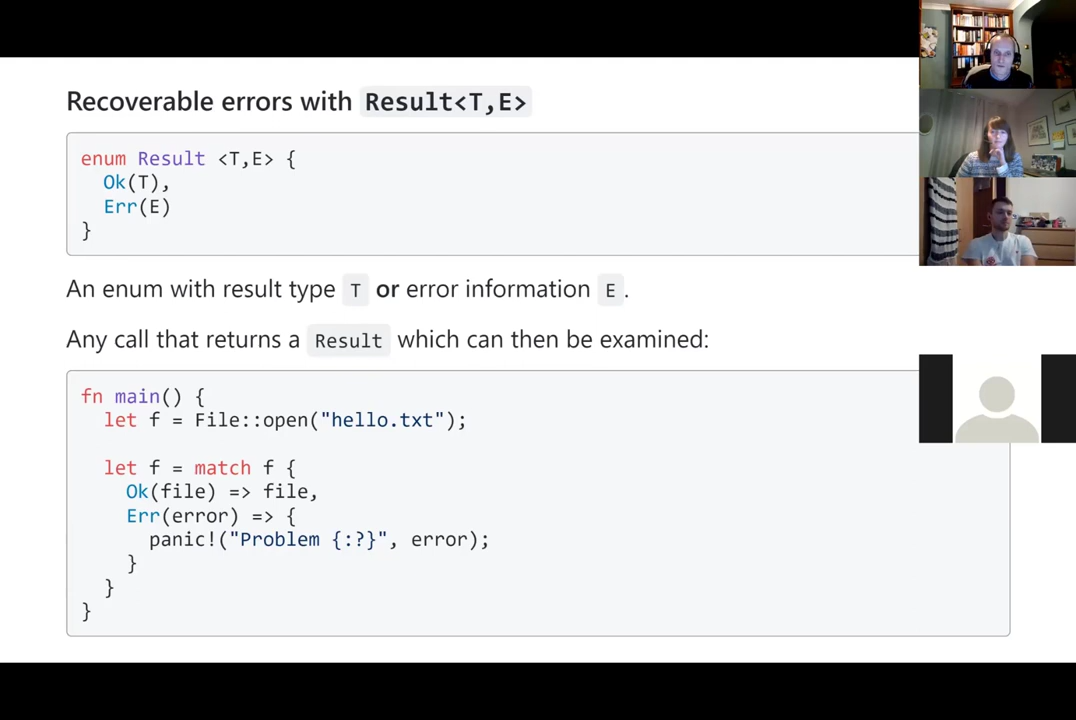 Recoverable errors with Result<T,E>
enum Result <T,E> {
Ok(T),
Err(E)
}
An enum with result type T or error information E.
Any call that returns a Result which can then be examined:
fn main() {
let f = File::open("hello.txt");
let f = match f {
Ok(file) => file,
Err(error) => {
panic!("Problem {:?}", error);
}
}
}